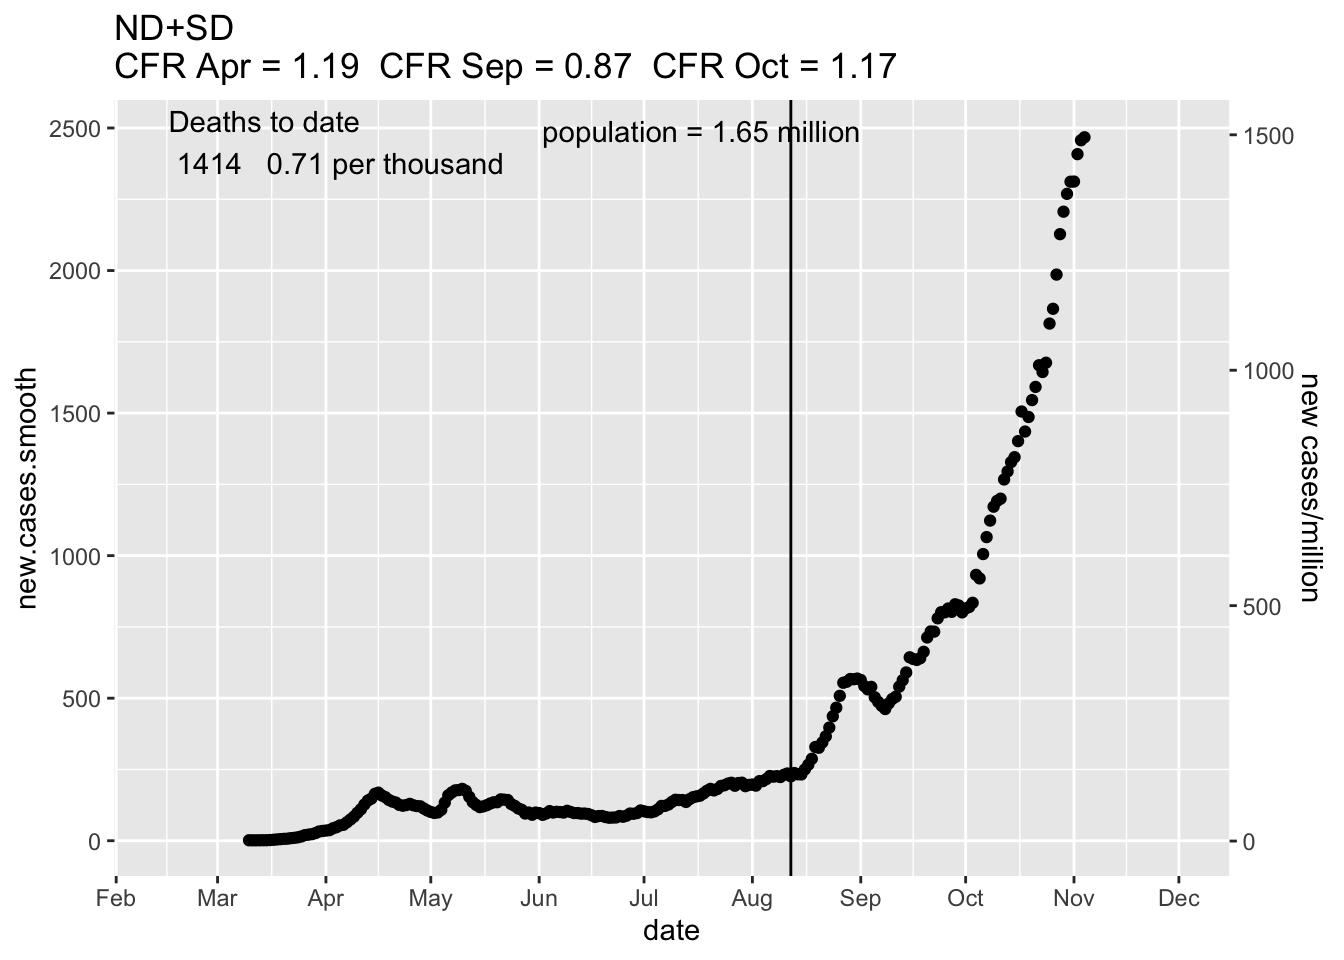 ND+SD
CFR Apr = 1.19  CFR Sep = 0.87  CFR Oct = 1.17
Deaths to date
1414   0.71 per thousand
population = 1.65 million
2500
2000
1500
1000
500
0
new.cases.smooth
1500
1000
500
0
new cases/million
Feb Mar Apr May Jun Jul Aug Sep Oct Nov Dec
date